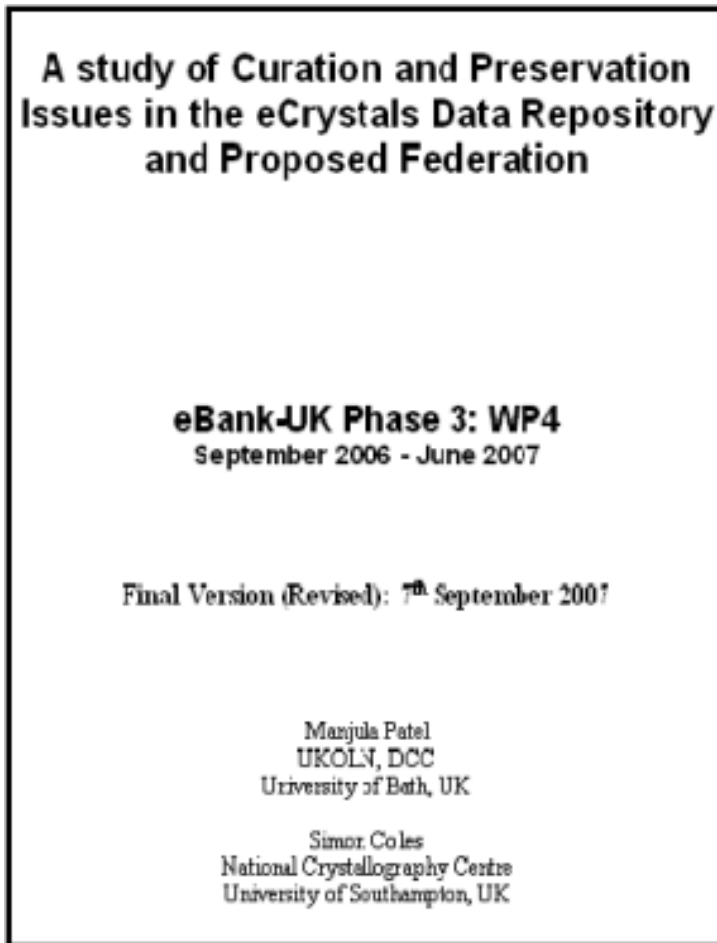 A study of Curation and Preservation
Issues in the eCrystals Data Repository
and Proposed Federation
eBank-UK Phase 3: WP4
September 2006 - June 2007
Final Version (Revised): 7th September 2007
Manjula Patel
UKOLN, DCC
University of Bath, UK
Simon Coles
National Crystallography Centre
University of Southampton, UK